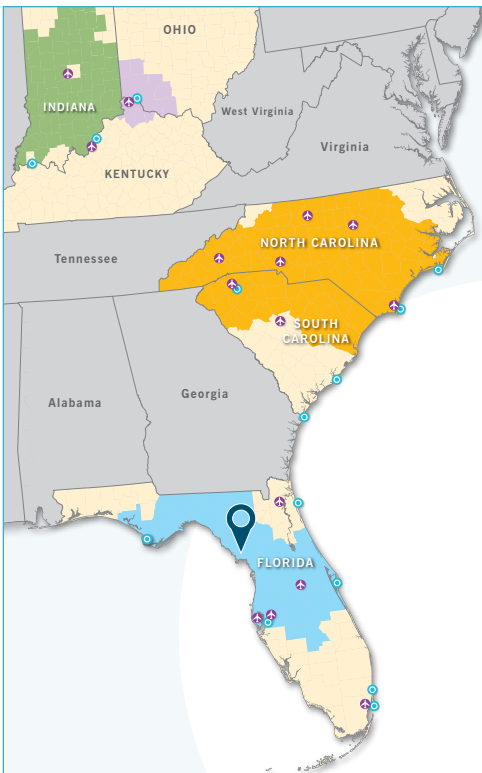 OHIO
INDIANA
West Virginia
Virginia
KENTUCKY
NORTH CAROLINA
Tennessee
SOUTH
CAROLINA
Georgia
Alabama
FLORIDA